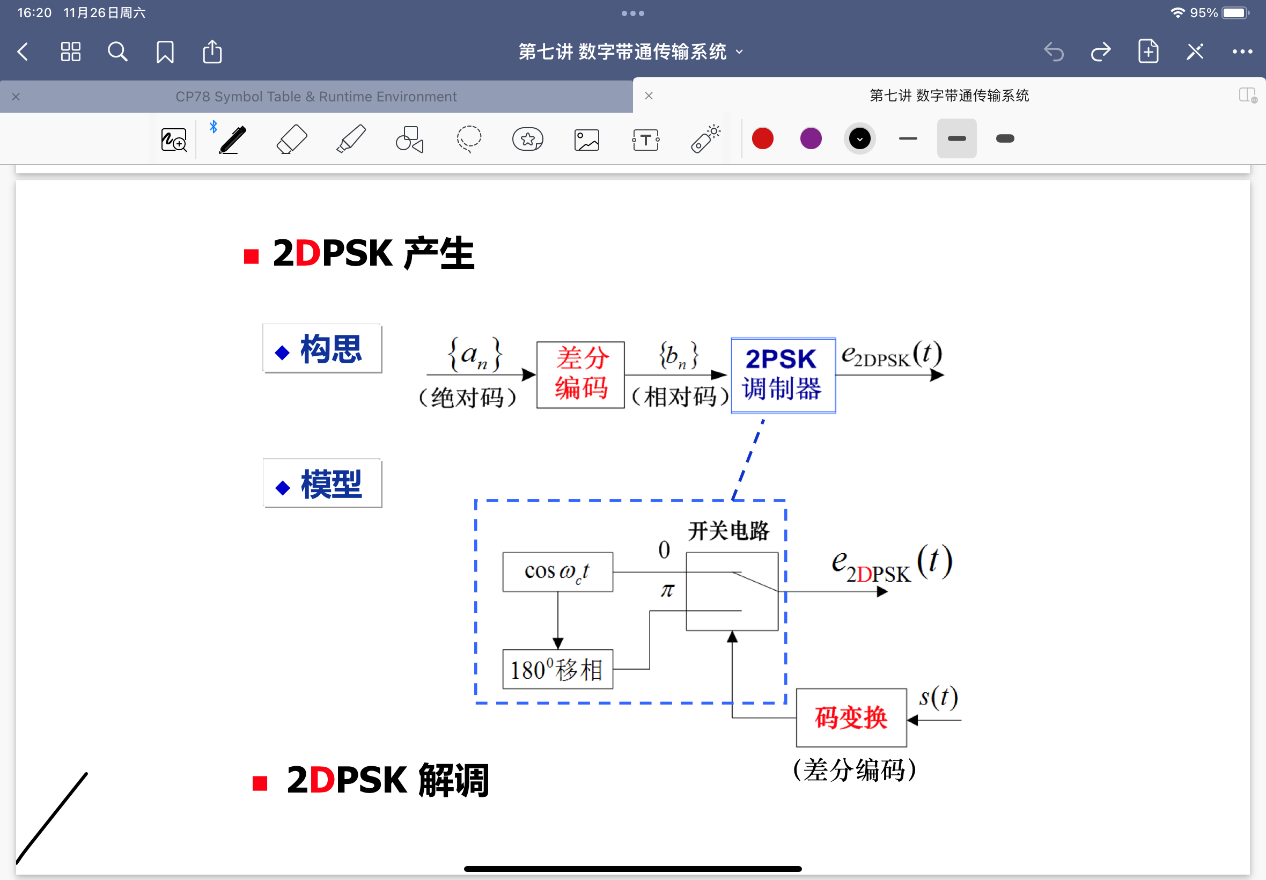 16:20 11月26日周六
95%
第七讲 数字带通传输系统
CP78 Symbol Table & Runtime Environment
第七讲 数字带通传输系统
T
2DPSK 产生
构思
{aₙ}
(绝对码)
差分
编码
{bₙ}
(相对码)
2PSK
调制器
e2DPSK(t)
模型
开关电路
cos ω_c t
0
π
180⁰移相
e2DPSK(t)
码变换
s(t)
(差分编码)
2DPSK 解调